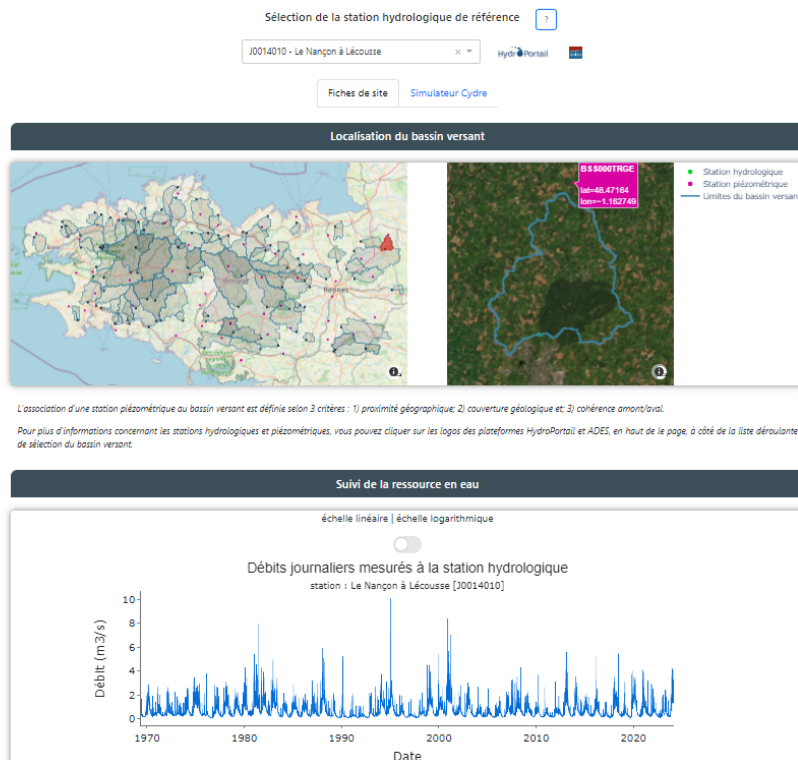 Sélection de la station hydrologique de référence ?
J0014010 - Le Nançon à Lécousse
HydroPortail
Fiches de site
Simulateur Cydre
Localisation du bassin versant
BSS000TRGE
lat=48.47164
lon=−1.162749
Station hydrologique
Station piézométrique
Limites du bassin versant
Rennes
L'association d'une station piézométrique au bassin versant est définie selon 3 critères : 1) proximité géographique; 2) couverture géologique et; 3) cohérence amont/aval.
Pour plus d'informations concernant les stations hydrologiques et piézométriques, vous pouvez cliquer sur les logos des plateformes HydroPortail et ADES, en haut de le page, à côté de la liste déroulante
de sélection du bassin versant.
Suivi de la ressource en eau
échelle linéaire | échelle logarithmique
Débits journaliers mesurés à la station hydrologique
station : Le Nançon à Lécousse [J0014010]
Débit (m3/s)
10
8
6
4
2
0
1970
1980
1990
2000
2010
2020
Date